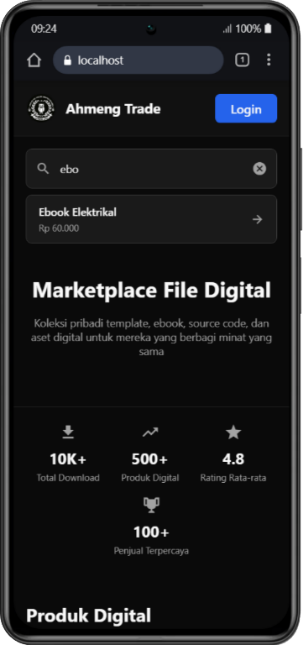 09:24
100%
localhost
1
Ahmeng Trade
Login
ebo
Ebook Elektrikal
Rp 60.000
Marketplace File Digital
Koleksi pribadi template, ebook, source code, dan
aset digital untuk mereka yang berbagi minat yang
sama
10K+
Total Download
500+
Produk Digital
4.8
Rating Rata-rata
100+
Penjual Terpercaya
Produk Digital